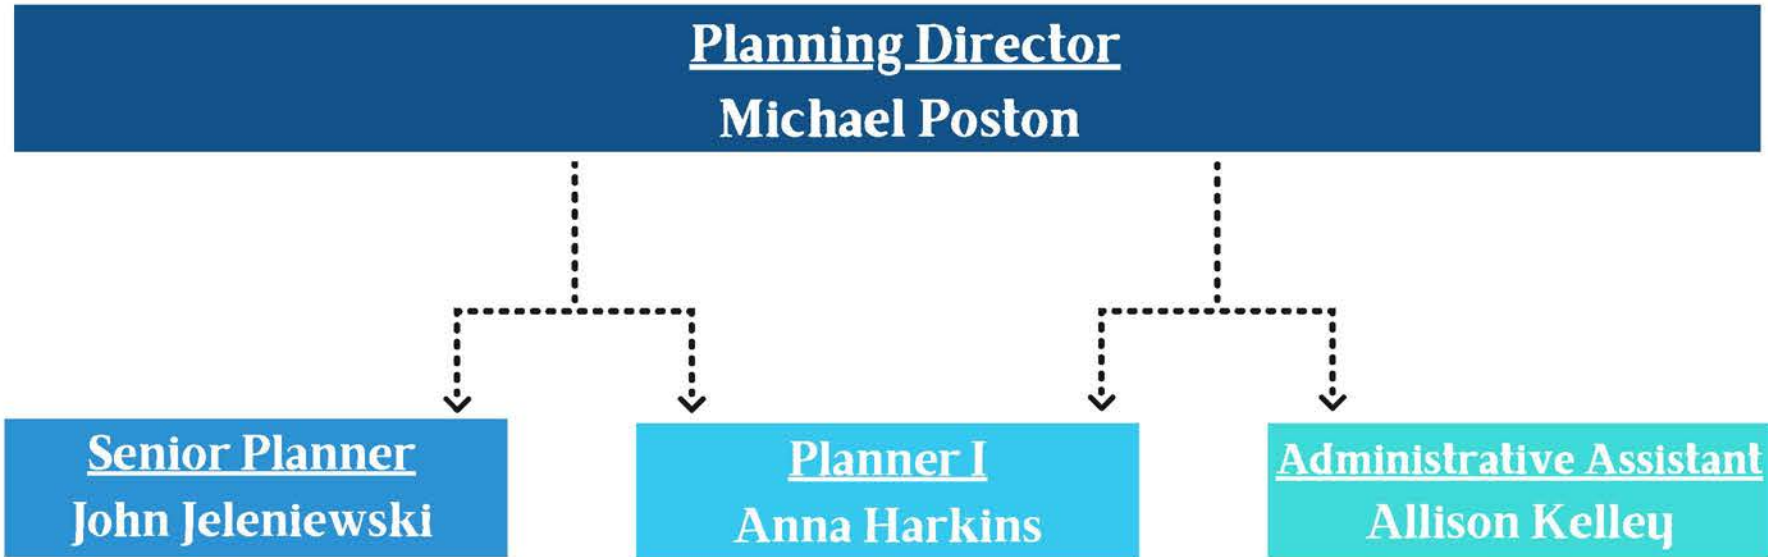 Planning Director
Michael Poston
Senior Planner
John Jeleniewski
Planner I
Anna Harkins
Administrative Assistant
Allison Kelley